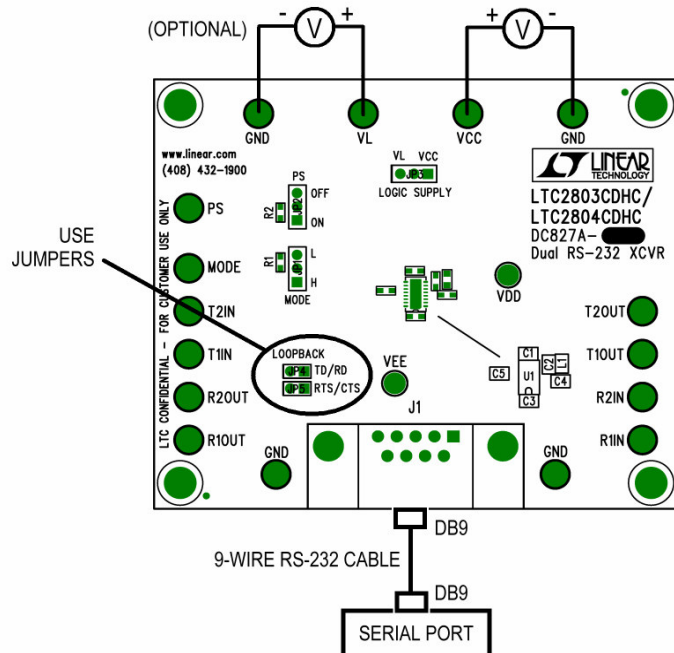 (OPTIONAL)
- V +
+ V -
GND
VL
VCC
GND
www.linear.com
(408) 432-1900
VL VCC
JP3
LOGIC SUPPLY
LINEAR
TECHNOLOGY
LTC2803CDHC/
LTC2804CDHC
DC827A-
Dual RS-232 XCVR
PS
PS
OFF
JP2
ON
R2
USE
JUMPERS
MODE
R1
L
JP1
H
MODE
VDD
T2IN
T1IN
R2OUT
R1OUT
LTC CONFIDENTIAL - FOR CUSTOMER USE ONLY
LOOPBACK
JP4 TD/RD
JP5 RTS/CTS
VEE
J1
C1
U1
C2
L1
C5
C4
C3
T2OUT
T1OUT
R2IN
R1IN
GND
GND
DB9
9-WIRE RS-232 CABLE
DB9
SERIAL PORT